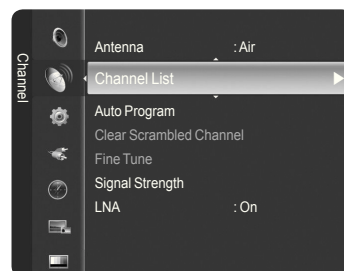 Channel
Antenna : Air
Channel List
Auto Program
Clear Scrambled Channel
Fine Tune
Signal Strength
LNA : On